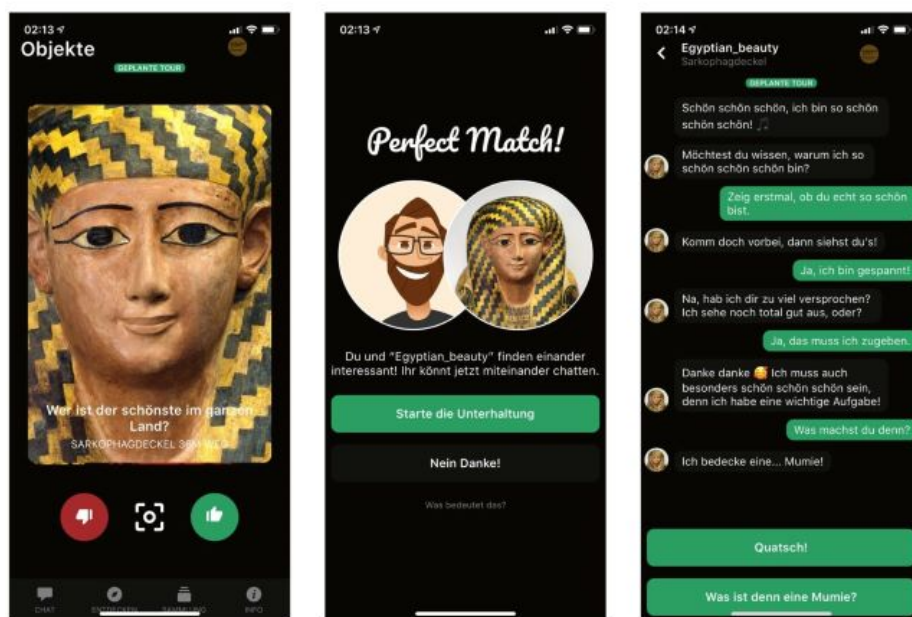 02:13
Objekte
GEPLANTE TOUR
Wer ist der schönste im ganzen
Land?
CHAT
ENTDECKEN
SAMMLUNG
INFO
02:13
Perfect Match!
Du und "Egyptian_beauty" finden einander
interessant! Ihr könnt jetzt miteinander chatten.
Starte die Unterhaltung
Nein Danke!
Was bedeutet das?
02:14
Egyptian_beauty
Sarkophagdeckel
GEPLANTE TOUR
Schön schön schön, ich bin so schön
schön schön! 🎵
Möchtest du wissen, warum ich so
schön schön schön bin?
Zeig erstmal, ob du echt so schön
bist.
Komm doch vorbei, dann siehst du's!
Ja, ich bin gespannt!
Na, hab ich dir zu viel versprochen?
Ich sehe noch total gut aus, oder?
Ja, das muss ich zugeben.
Danke danke 🥰 Ich muss auch
besonders schön schön schön sein,
denn ich habe eine wichtige Aufgabe!
Was machst du denn?
Ich bedecke eine... Mumie!
Quatsch!
Was ist denn eine Mumie?